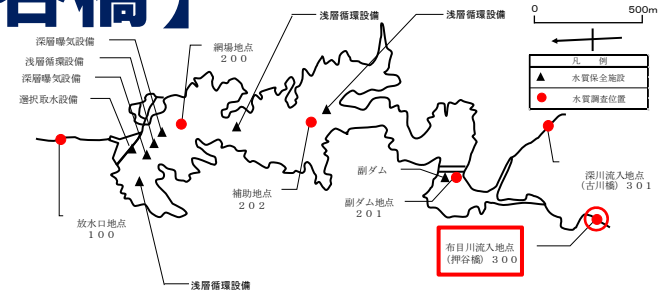 谷橋】
0 500m
凡 例
水質保全施設
水質調査位置
深層曝気設備
浅層循環設備
深層曝気設備
選択取水設備
網場地点
200
浅層循環設備
浅層循環設備
放水口地点
100
浅層循環設備
補助地点
202
副ダム
副ダム地点
201
深川流入地点
(古川橋) 301
布目川流入地点
(押谷橋) 300